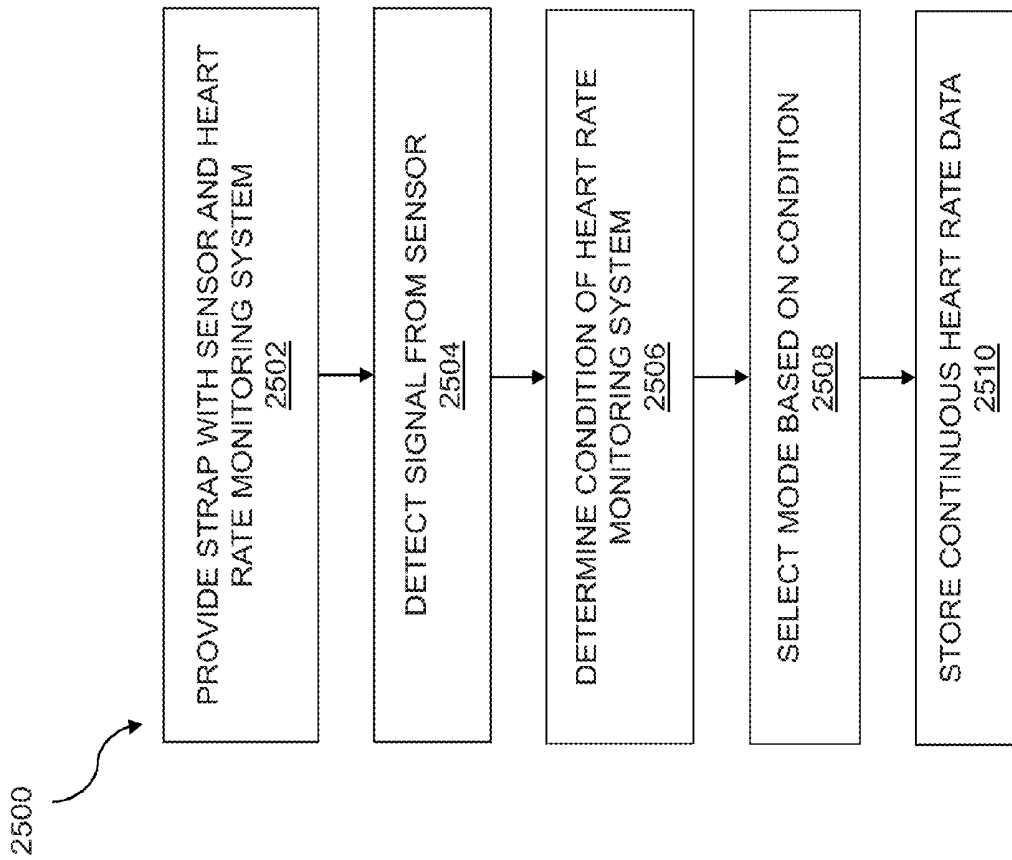 2500
PROVIDE STRAP WITH SENSOR AND HEART
RATE MONITORING SYSTEM
2502
DETECT SIGNAL FROM SENSOR
2504
DETERMINE CONDITION OF HEART RATE
MONITORING SYSTEM
2506
SELECT MODE BASED ON CONDITION
2508
STORE CONTINUOUS HEART RATE DATA
2510